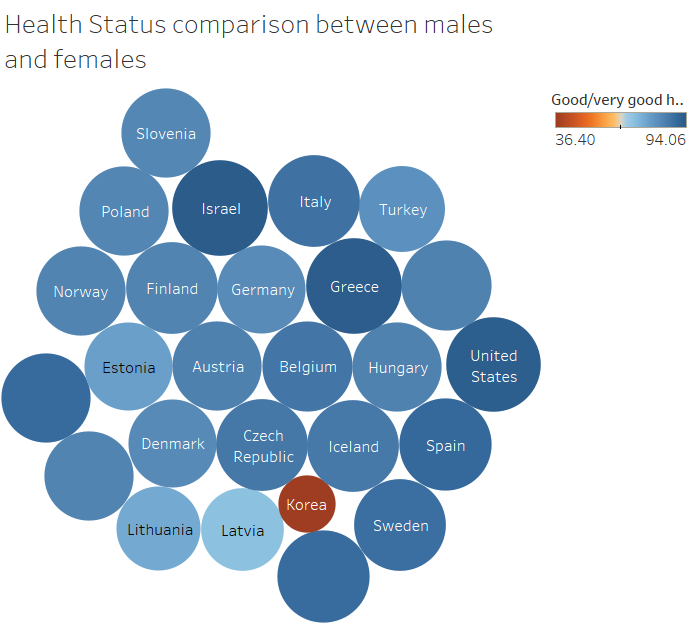 Health Status comparison between males
and females
Good/very good h..
36.40 94.06
Slovenia
Poland
Israel
Italy
Turkey
Norway
Finland
Germany
Greece
Estonia
Austria
Belgium
Hungary
United
States
Denmark
Czech
Republic
Iceland
Spain
Lithuania
Latvia
Korea
Sweden